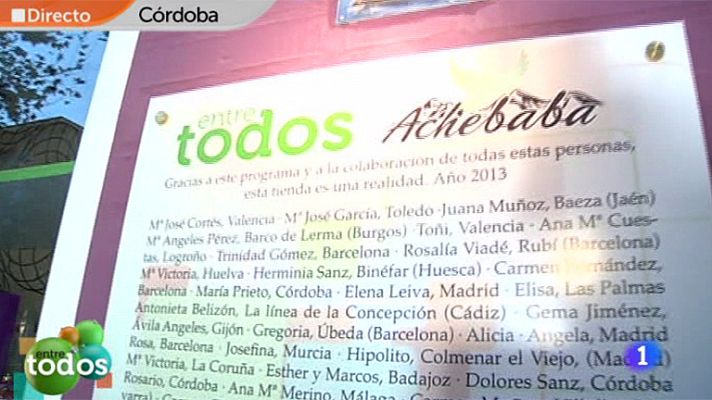 Directo Córdoba
entre
todos Achebaba
Gracias a este programa y a la colaboración de todas estas personas,
esta tienda es una realidad. Año 2013
Mª José Cortés, Valencia · Mª José García, Toledo · Juana Muñoz, Baeza (Jaén)
Mª Angeles Pérez, Barco de Lerma (Burgos) · Toñi, Valencia · Ana Mª Cues-
tas, Logroño · Trinidad Gómez, Barcelona · Rosalía Viadé, Rubí (Barcelona)
Mª Victoria, Huelva · Herminia Sanz, Binéfar (Huesca) · Carmen Fernández,
Barcelona · María Prieto, Córdoba · Elena Leiva, Madrid · Elisa, Las Palmas
Antonieta Belizón, La línea de la Concepción (Cádiz) · Gema Jiménez,
Ávila Angeles, Gijón · Gregoria, Úbeda (Barcelona) · Alicia · Angela, Madrid
Rosa, Barcelona · Josefina, Murcia · Hipolito, Colmenar el Viejo, (Madrid)
Mª Victoria, La Coruña · Esther y Marcos, Badajoz · Dolores Sanz, Córdoba
Rosario, Córdoba · Ana Mª Merino, Málaga
entre
todos
1